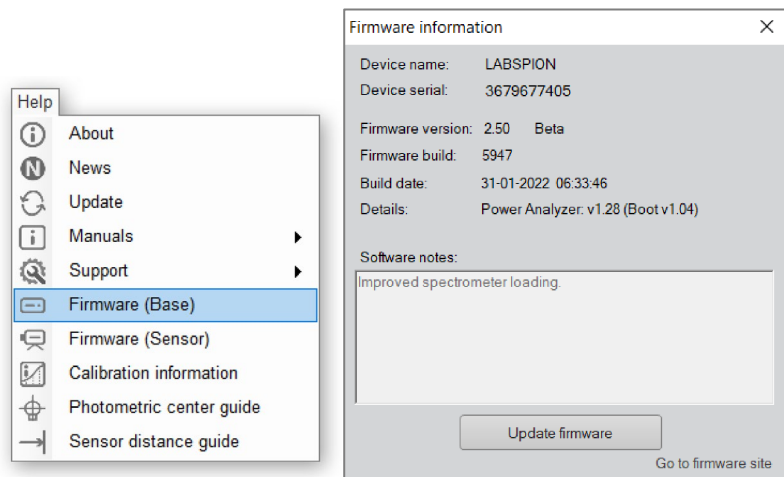 Help
About
News
Update
Manuals
Support
Firmware (Base)
Firmware (Sensor)
Calibration information
Photometric center guide
Sensor distance guide
Firmware information
Device name: LABSPION
Device serial: 3679677405
Firmware version: 2.50 Beta
Firmware build: 5947
Build date: 31-01-2022 06:33:46
Details: Power Analyzer: v1.28 (Boot v1.04)
Software notes:
Improved spectrometer loading.
Update firmware
Go to firmware site